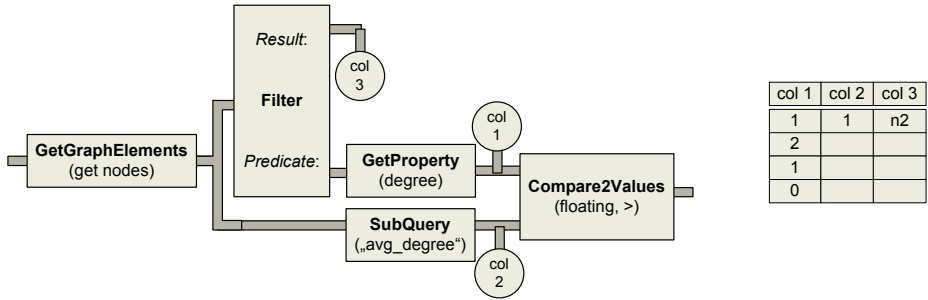 Result:
col
3
Filter
Predicate:
GetGraphElements
(get nodes)
col
1
GetProperty
(degree)
Compare2Values
(floating, >)
SubQuery
(„avg_degree“)
col
2
col 1 col 2 col 3
1 1 n2
2
1
0